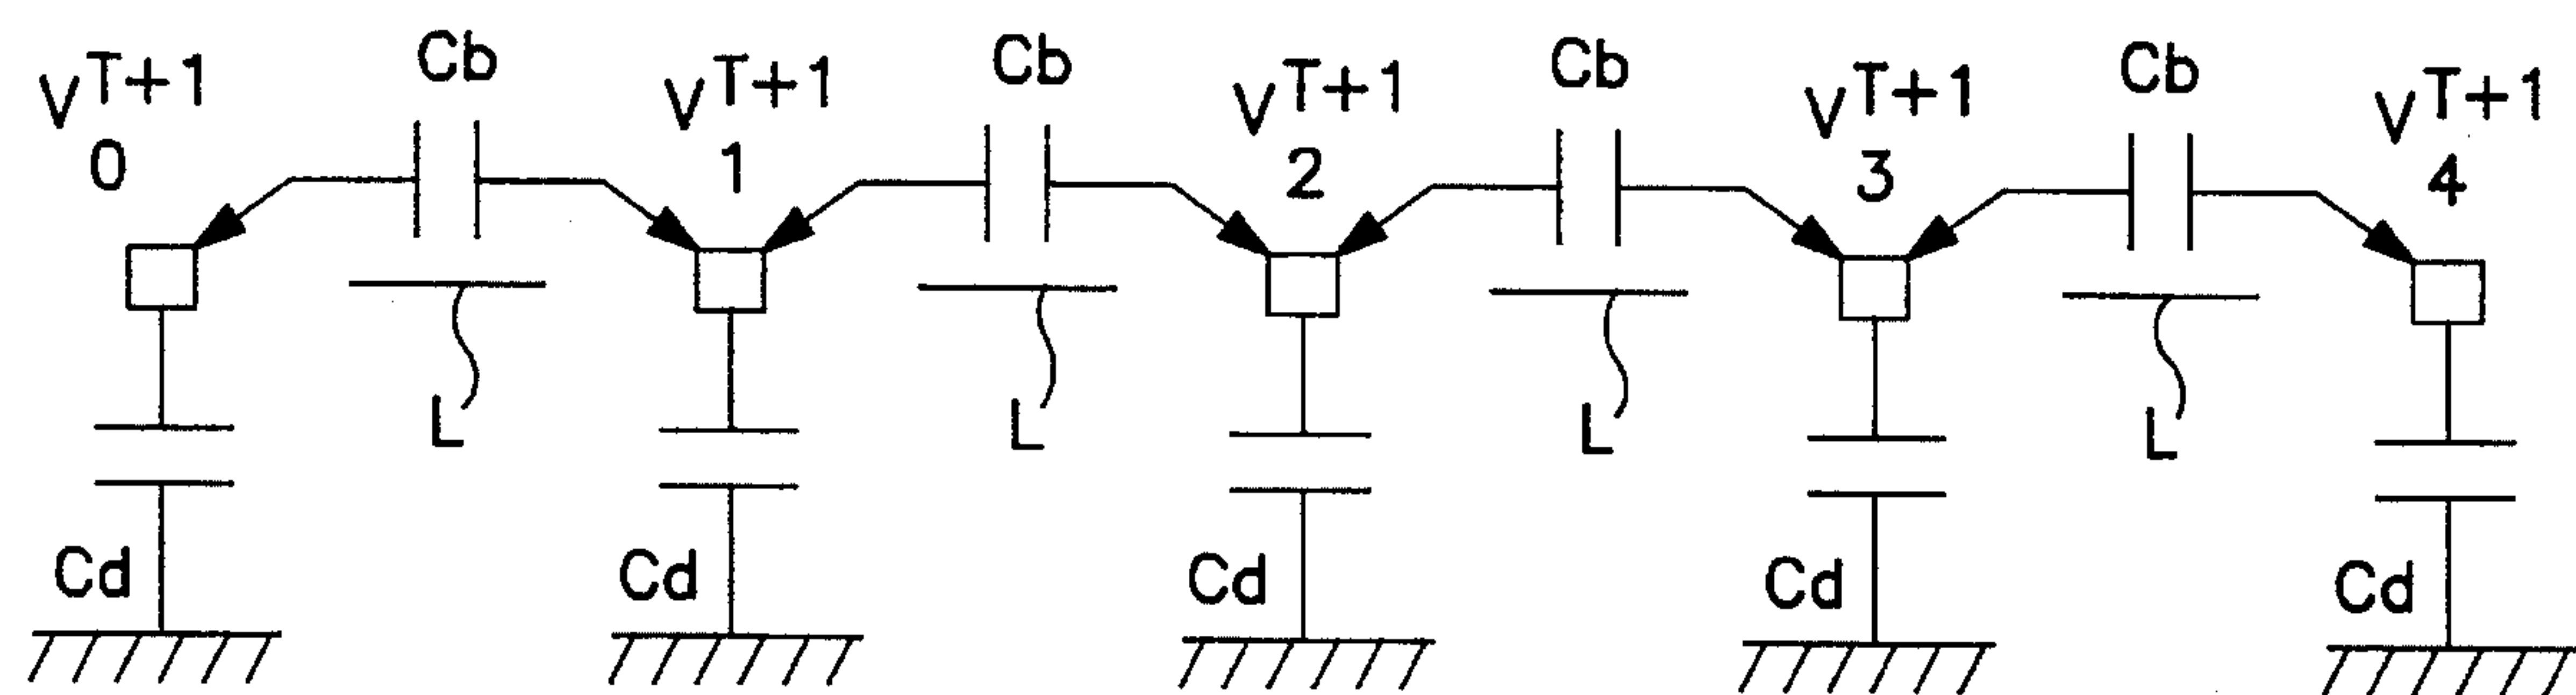 V T+1 0 Cb V T+1 1 Cb V T+1 2 Cb V T+1 3 Cb V T+1 4
L L L L
Cd Cd Cd Cd Cd